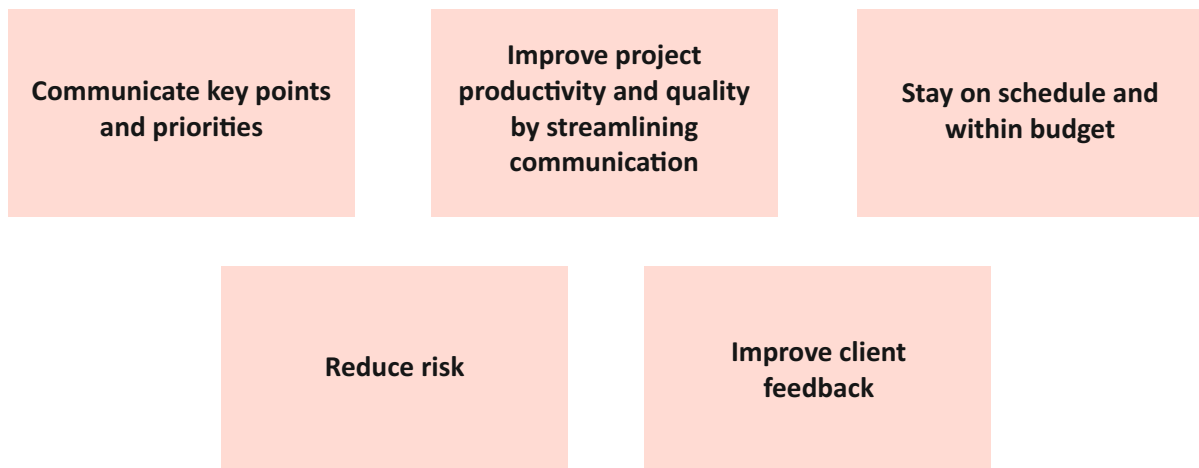 Communicate key points
and priorities
Improve project
productivity and quality
by streamlining
communication
Stay on schedule and
within budget
Reduce risk
Improve client
feedback